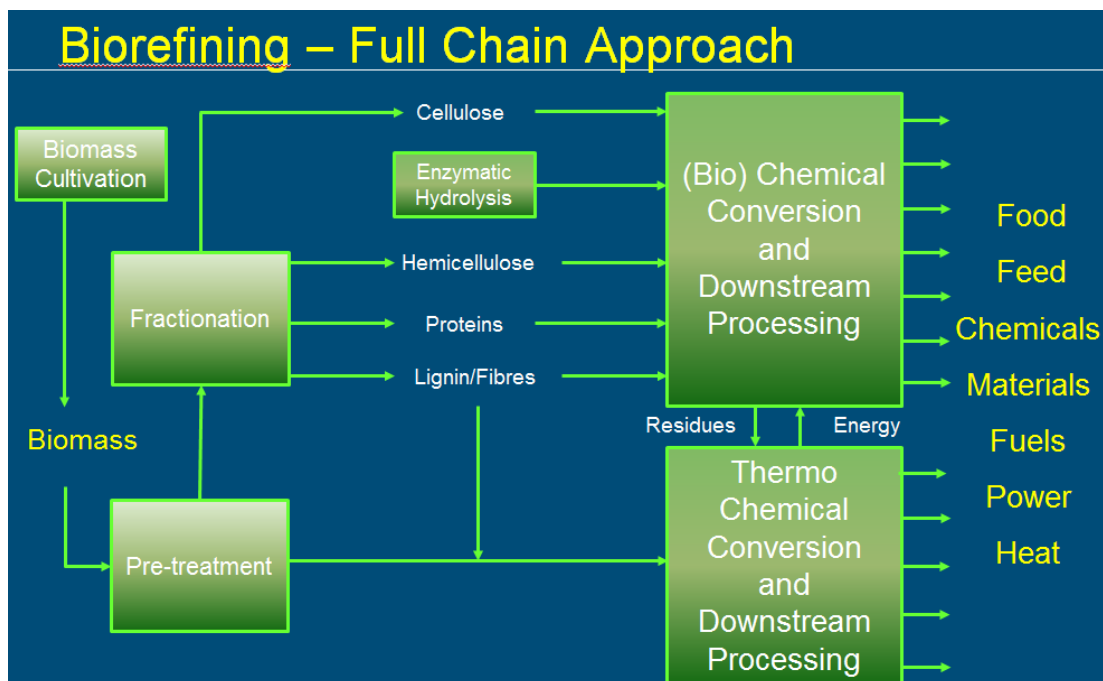 Biorefining – Full Chain Approach
Biomass
Cultivation
Cellulose
Enzymatic
Hydrolysis
Fractionation
Hemicellulose
Proteins
Lignin/Fibres
Biomass
Pre-treatment
(Bio) Chemical
Conversion
and
Downstream
Processing
Residues
Energy
Thermo
Chemical
Conversion
and
Downstream
Processing
Food
Feed
Chemicals
Materials
Fuels
Power
Heat